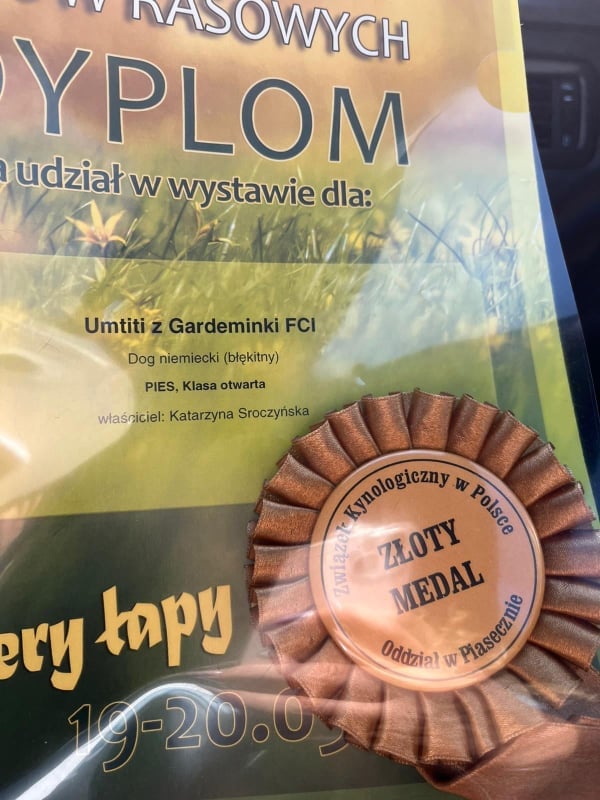 W RASOWYCH
DYPLOM
a udział w wystawie dla:
Umtiti z Gardeminki FCI
Dog niemiecki (błękitny)
PIES, Klasa otwarta
właściciel: Katarzyna Sroczyńska
Związek Kynologiczny w Polsce
ZŁOTY
MEDAL
Oddział w Piasecznie
ery łapy
19-20.0